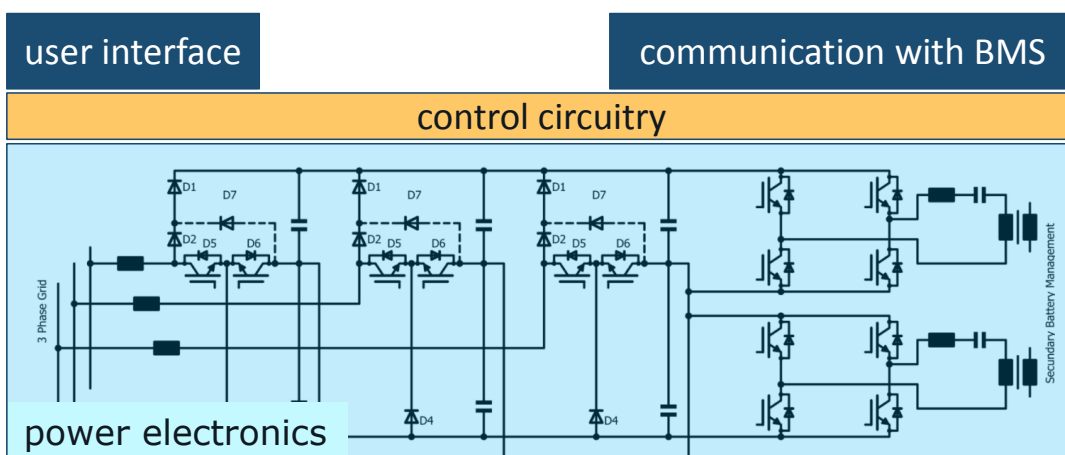 user interface
communication with BMS
control circuitry
D1
D7
D2
D5
D6
D1
D7
D2
D5
D6
D1
D7
D2
D5
D6
3 Phase Grid
Secundary Battery Management
D4
D4
power electronics